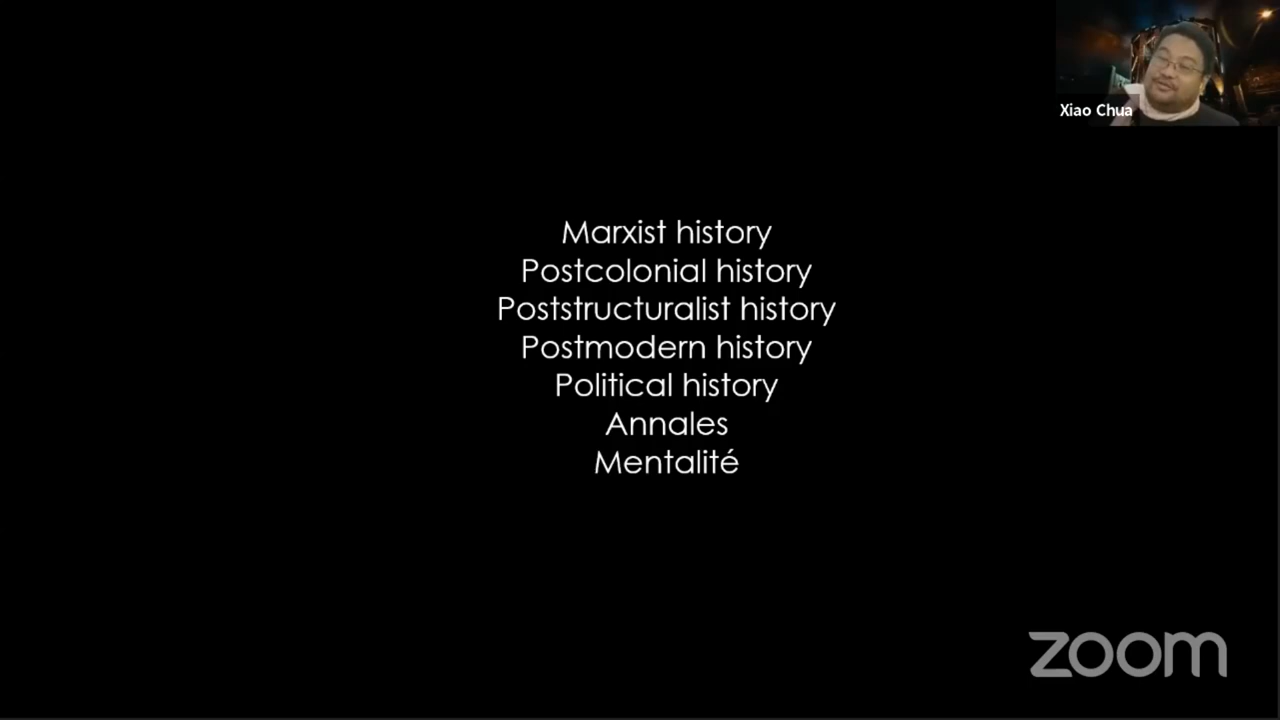 Xiao Chua
Marxist history
Postcolonial history
Poststructuralist history
Postmodern history
Political history
Annales
Mentalité
zoom